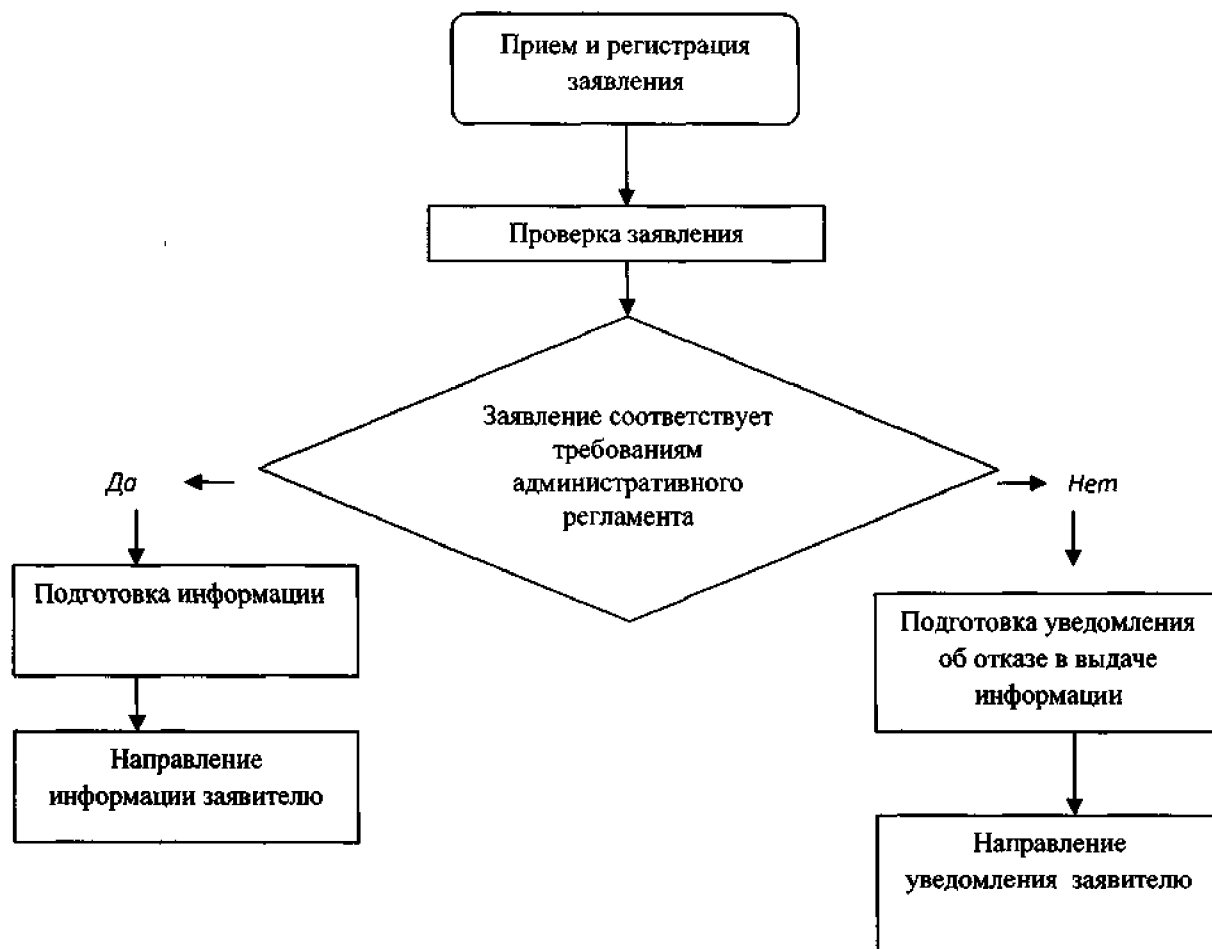 Прием и регистрация
заявления
Проверка заявления
Заявление соответствует
требованиям
административного
регламента
Да
Нет
Подготовка информации
Подготовка уведомления
об отказе в выдаче
информации
Направление
информации заявителю
Направление
уведомления заявителю